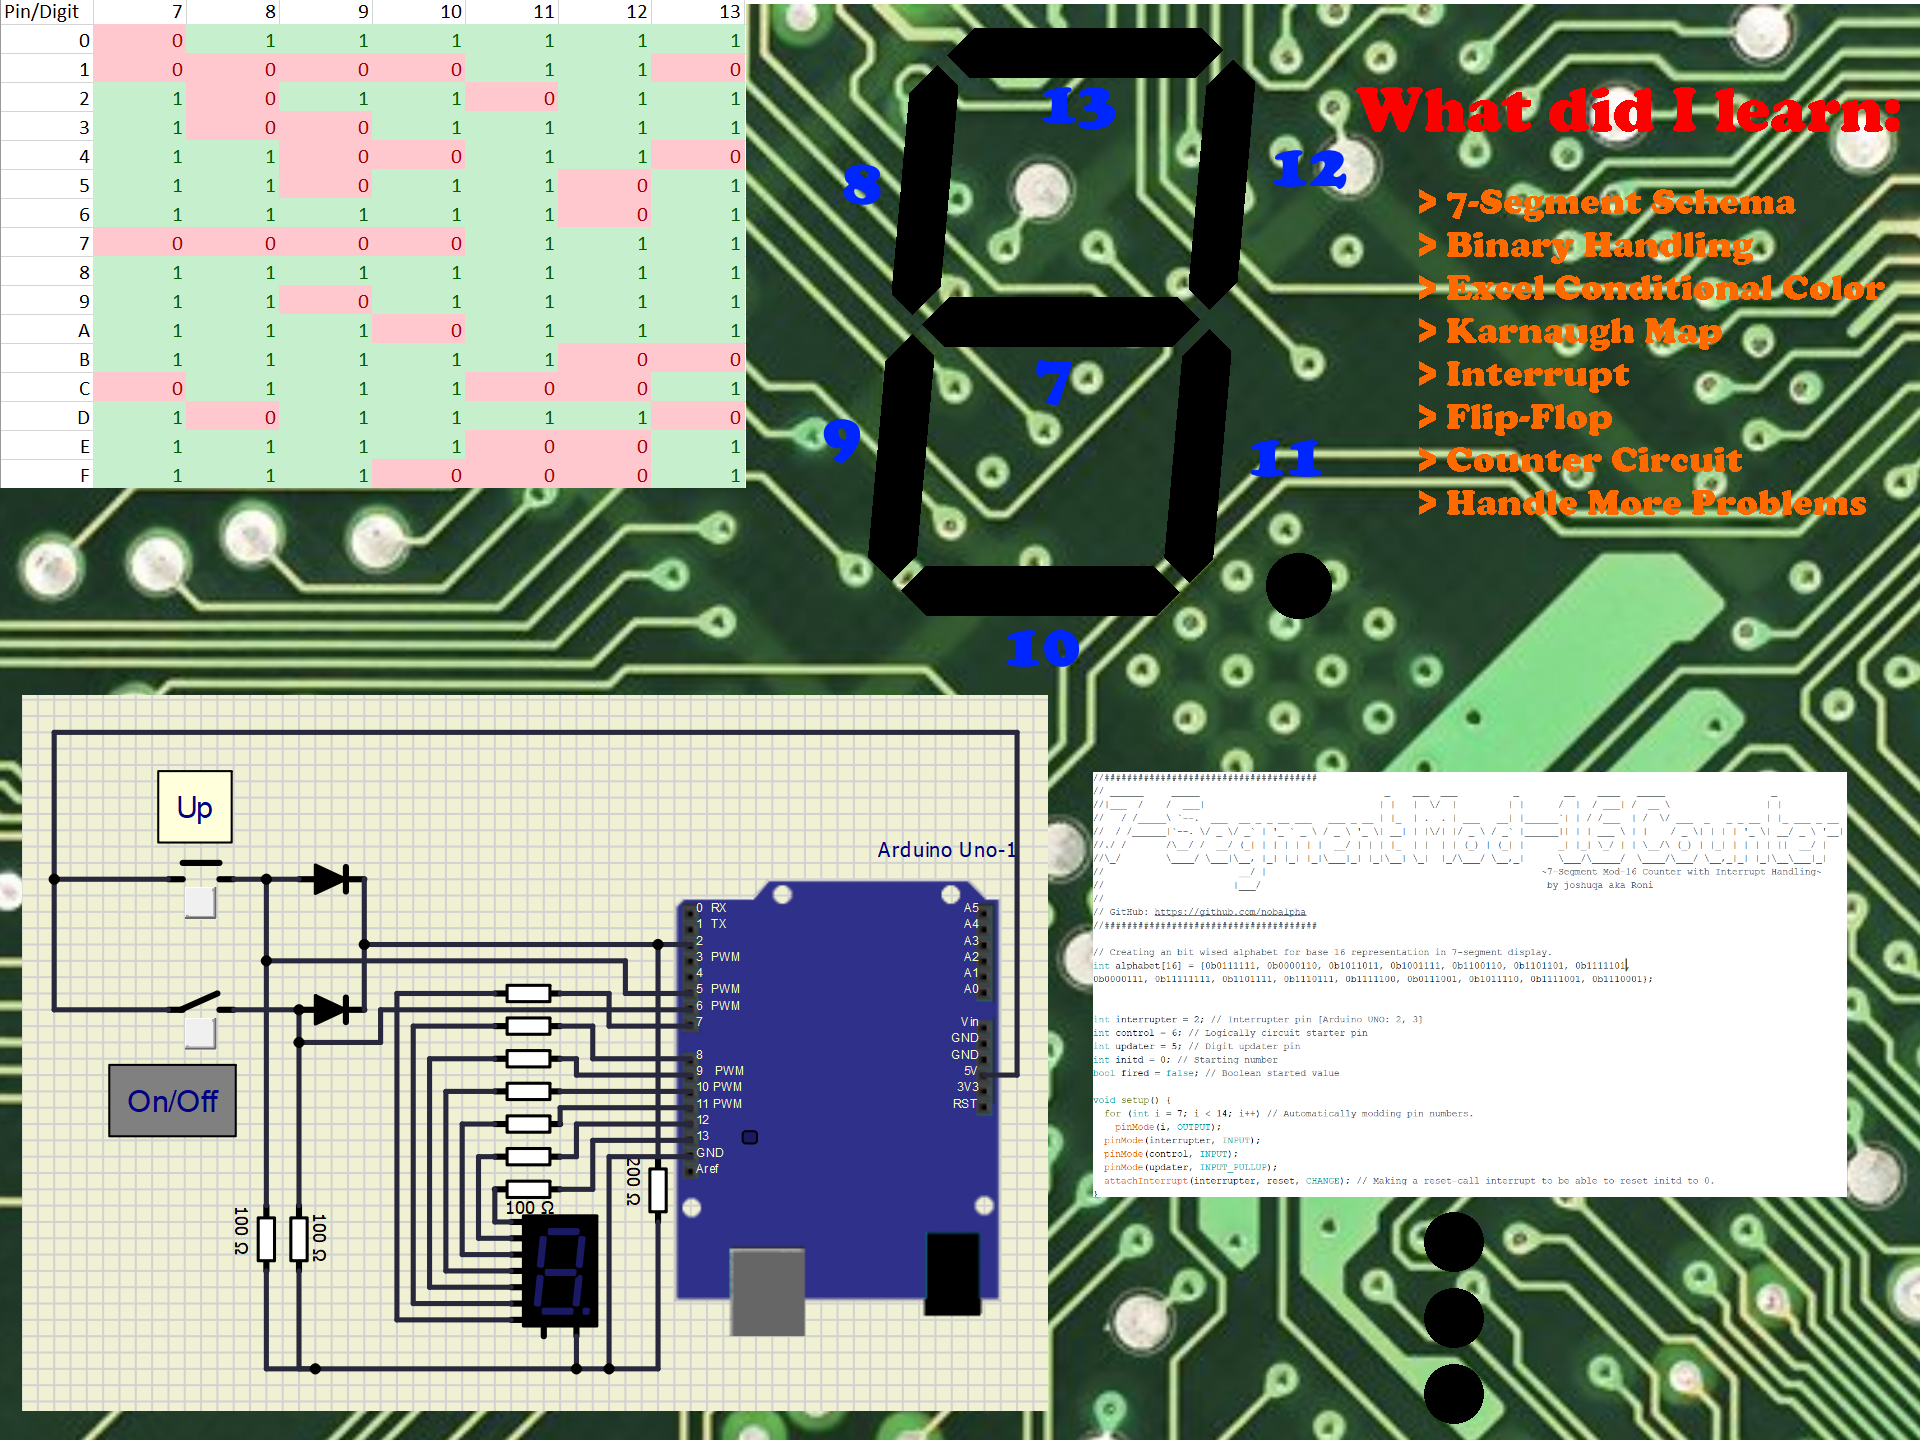 Pin/Digit 7 8 9 10 11 12 13
0 0 1 1 1 1 1 1
1 0 0 0 0 1 1 0
2 1 0 1 1 0 1 1
3 1 0 0 1 1 1 1
4 1 1 0 0 1 1 0
5 1 1 0 1 1 0 1
6 1 1 1 1 1 0 1
7 0 0 0 0 1 1 1
8 1 1 1 1 1 1 1
9 1 1 0 1 1 1 1
A 1 1 1 0 1 1 1
B 1 1 1 1 1 0 0
C 0 1 1 1 0 0 1
D 1 0 1 1 1 1 0
E 1 1 1 1 0 0 1
F 1 1 1 0 0 0 1
13
8
12
7
9
11
10
What did I learn:
> 7-Segment Schema
> Binary Handling
> Excel Conditional Color
> Karnaugh Map
> Interrupt
> Flip-Flop
> Counter Circuit
> Handle More Problems
Up
On/Off
Arduino Uno-1
0 RX
1 TX
2
3 PWM
4
5 PWM
6 PWM
7
8
9 PWM
10 PWM
11 PWM
12
13
GND
Aref
A5
A4
A3
A2
A1
A0
Vin
GND
GND
5V
3V3
RST
100 Ω
100 Ω
100 Ω
200 Ω
~7-Segment Mod-16 Counter with Interrupt Handling~
by joshuqa aka Roni
//
// GitHub: https://github.com/nobalpha
//######################################
// Creating an bit wised alphabet for base 16 representation in 7-segment display.
int alphabet[16] = {0b0111111, 0b0000110, 0b1011011, 0b1001111, 0b1100110, 0b1101101, 0b1111101,
0b0000111, 0b11111111, 0b1101111, 0b1110111, 0b1111100, 0b0111001, 0b1011110, 0b1111001, 0b1110001};
int interrupter = 2; // Interrupter pin [Arduino UNO: 2, 3]
int control = 6; // Logically circuit starter pin
int updater = 5; // Digit updater pin
int initd = 0; // Starting number
bool fired = false; // Boolean started value
void setup() {
for (int i = 7; i < 14; i++) // Automatically modding pin numbers.
pinMode(i, OUTPUT);
pinMode(interrupter, INPUT);
pinMode(control, INPUT);
pinMode(updater, INPUT_PULLUP);
attachInterrupt(interrupter, reset, CHANGE); // Making a reset-call interrupt to be able to reset initd to 0.
}